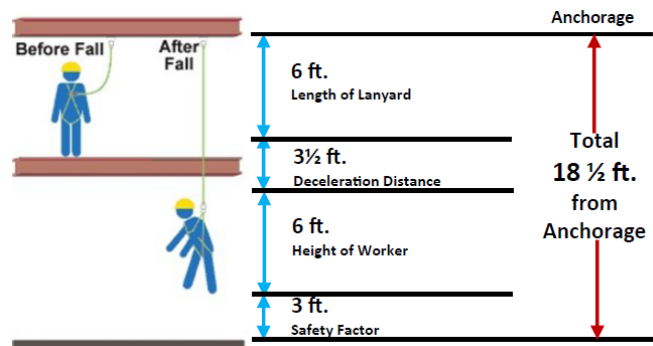 Anchorage
Before Fall
After
Fall
6 ft.
Length of Lanyard
3½ ft.
Deceleration Distance
6 ft.
Height of Worker
3 ft.
Safety Factor
Total
18 ½ ft.
from
Anchorage